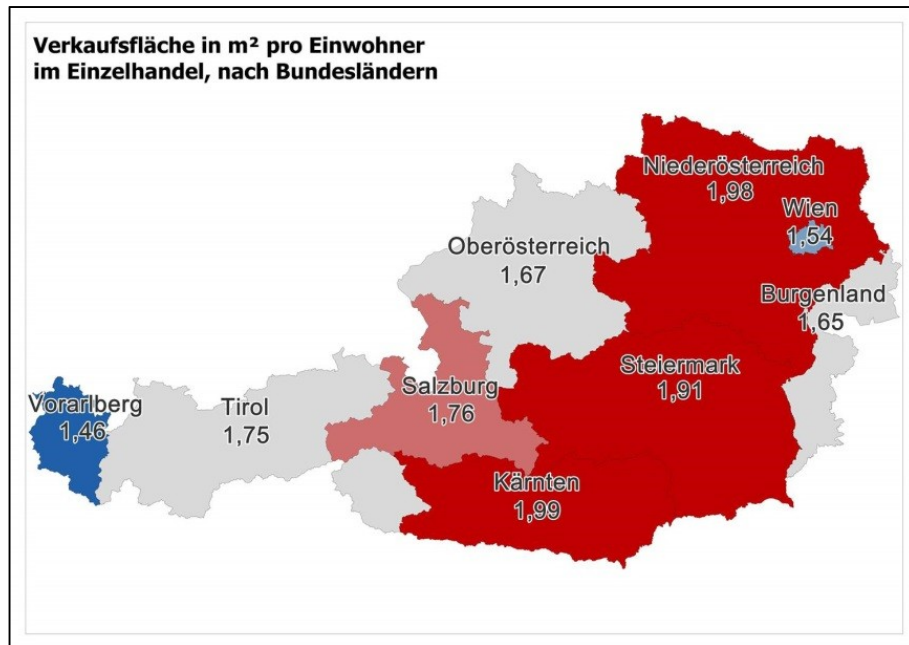 Verkaufsfläche in m² pro Einwohner
im Einzelhandel, nach Bundesländern
Niederösterreich
1,98
Wien
1,54
Oberösterreich
1,67
Burgenland
1,65
Steiermark
1,91
Salzburg
1,76
Vorarlberg
1,46
Tirol
1,75
Kärnten
1,99